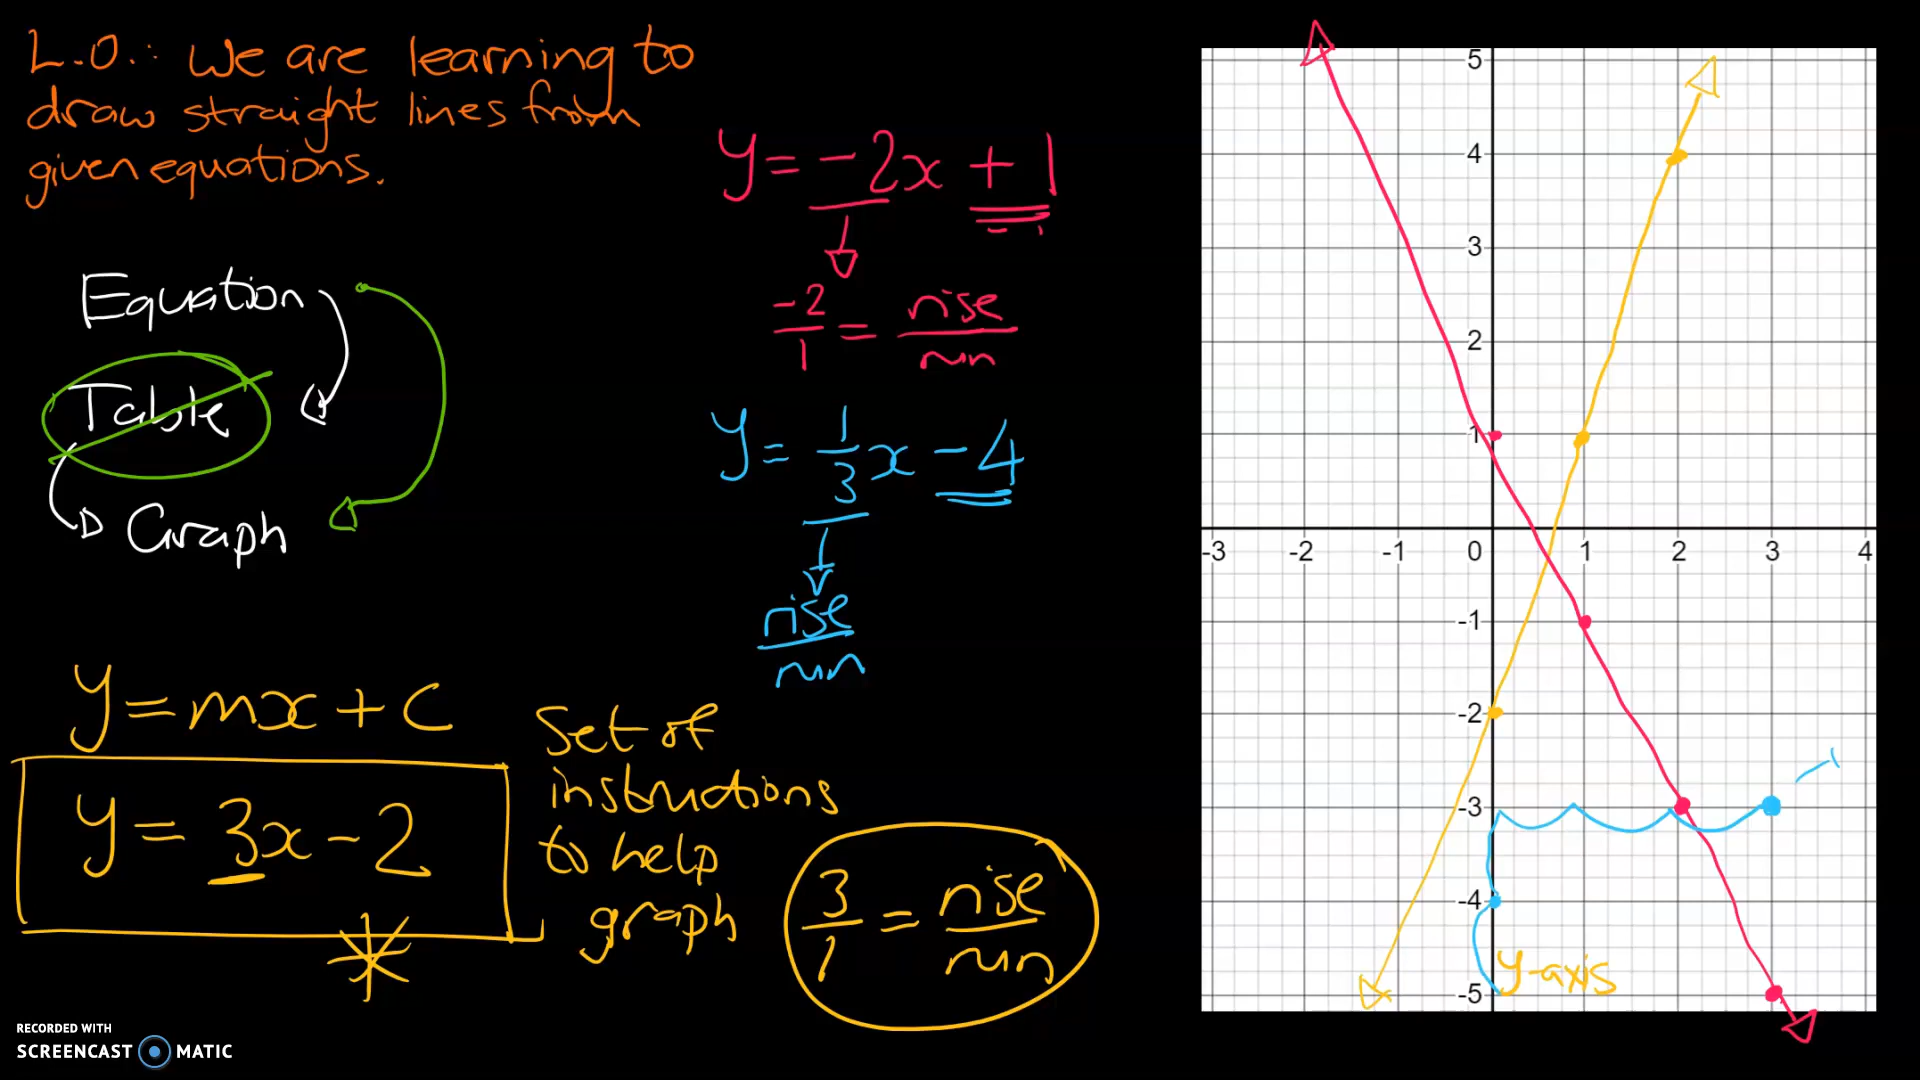 L.O.: We are learning to
draw straight lines from
given equations.
Equation
Table
Graph
y=mx+c
y=3x-2
Set of
instructions
to help
graph
3/1 = rise/run
y=-2x+1
-2/1 = rise/run
y=1/3x-4
rise
run
5
4
3
2
1
-3 -2 -1 0 1 2 3 4
-1
-2
-3
-4
-5
y-axis
RECORDED WITH
SCREENCAST MATIC